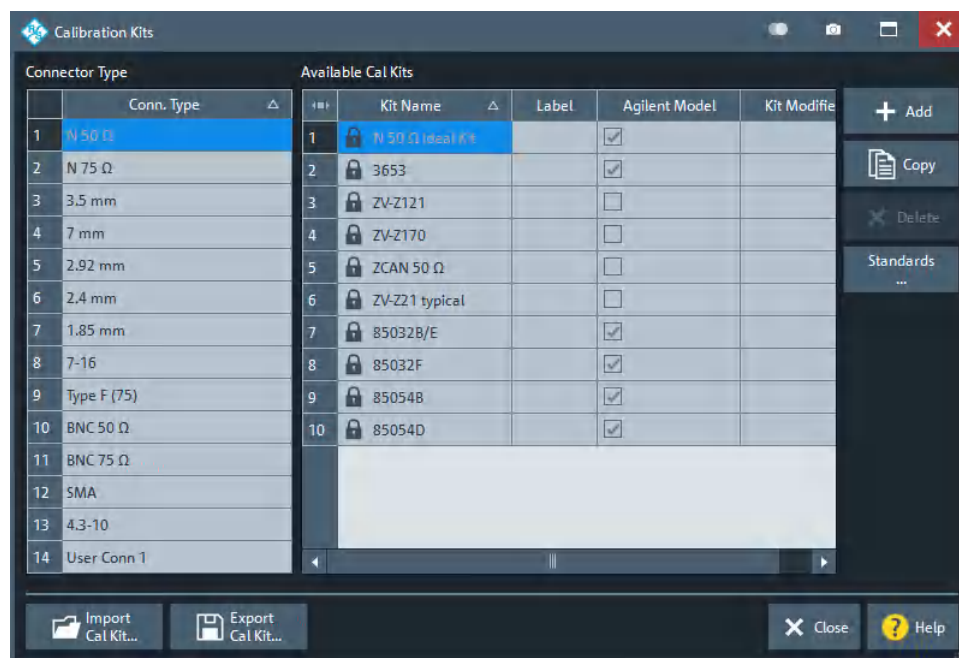 Calibration Kits
Connector Type
Available Cal Kits
Conn. Type
Kit Name
Label
Agilent Model
Kit Modifie
1 N 50 Ω
2 N 75 Ω
3 3.5 mm
4 7 mm
5 2.92 mm
6 2.4 mm
7 1.85 mm
8 7-16
9 Type F (75)
10 BNC 50 Ω
11 BNC 75 Ω
12 SMA
13 4.3-10
14 User Conn 1
1 N 50 Ω Ideal Kit
2 3653
3 ZV-Z121
4 ZV-Z170
5 ZCAN 50 Ω
6 ZV-Z21 typical
7 85032B/E
8 85032F
9 85054B
10 85054D
Add
Copy
Delete
Standards
...
Import
Cal Kit...
Export
Cal Kit...
Close
? Help